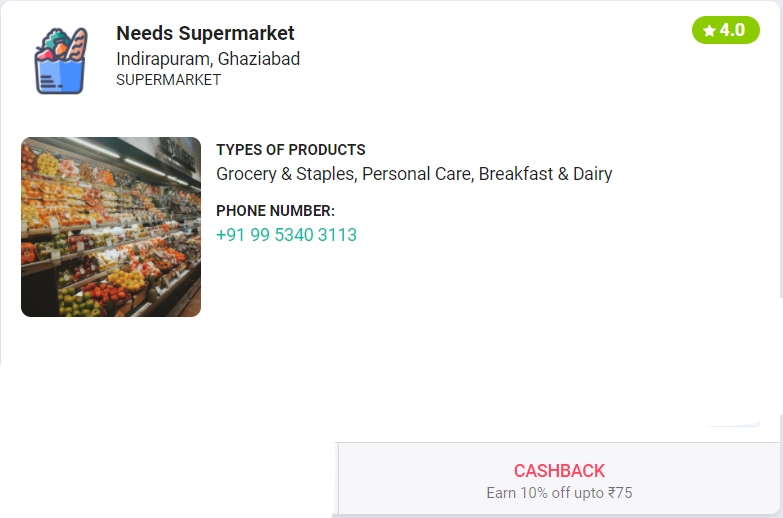 Needs Supermarket
4.0
Indirapuram, Ghaziabad
SUPERMARKET
TYPES OF PRODUCTS
Grocery & Staples, Personal Care, Breakfast & Dairy
PHONE NUMBER:
+91 99 5340 3113
CASHBACK
Earn 10% off upto ₹75